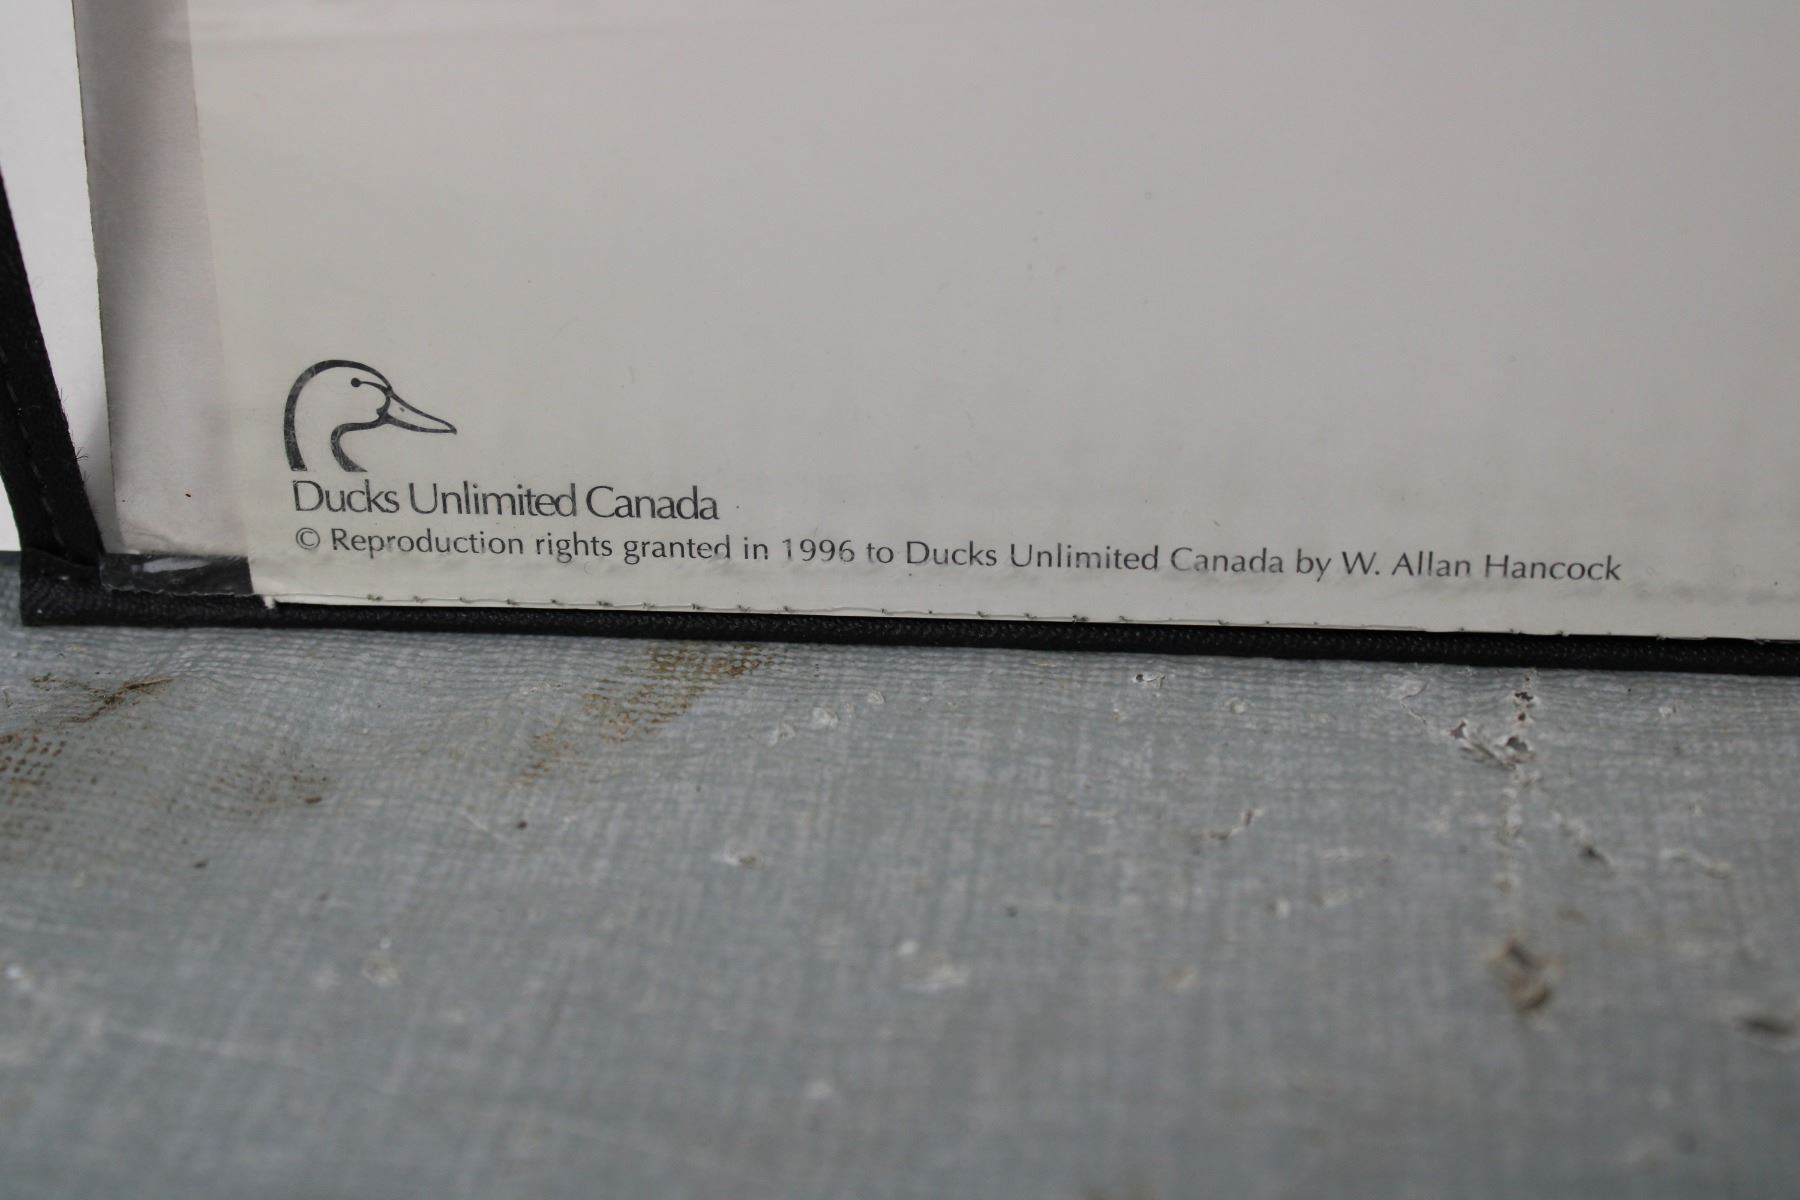 Ducks Unlimited Canada
© Reproduction rights granted in 1996 to Ducks Unlimited Canada by W. Allan Hancock